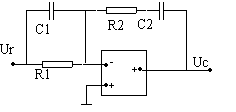 C1 R2 C2
Ur Uc
R1 - +
+